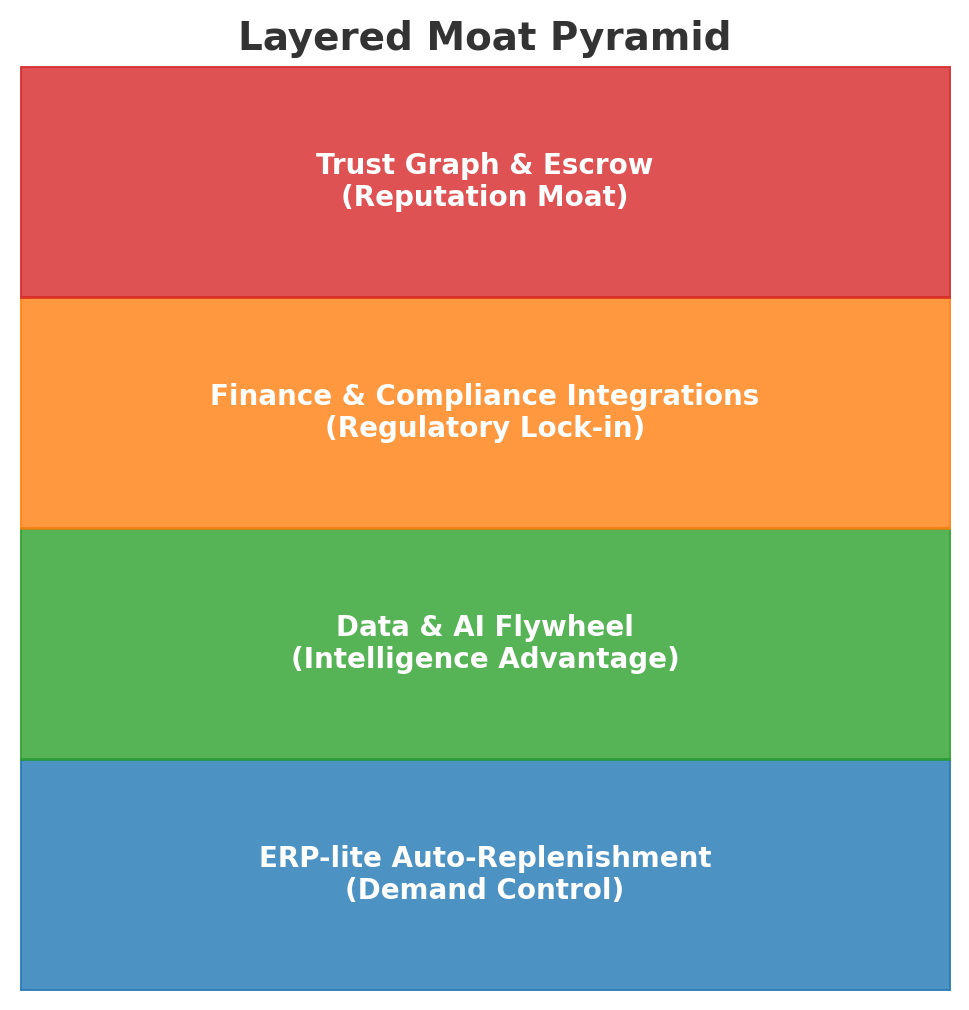 Layered Moat Pyramid
Trust Graph & Escrow
(Reputation Moat)
Finance & Compliance Integrations
(Regulatory Lock-in)
Data & AI Flywheel
(Intelligence Advantage)
ERP-lite Auto-Replenishment
(Demand Control)